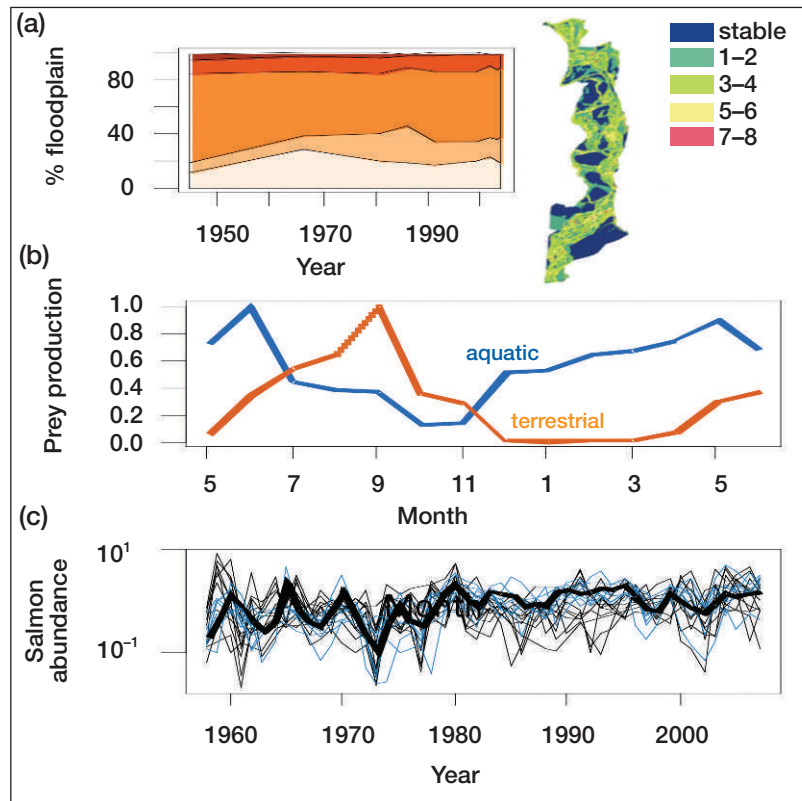 (a)
% floodplain
80
40
0
1950 1970 1990
Year
stable
1–2
3–4
5–6
7–8
(b)
Prey production
1.0
0.8
0.6
0.4
0.2
0.0
aquatic
terrestrial
5 7 9 11 1 3 5
Month
(c)
Salmon
abundance
10¹
10⁻¹
1960 1970 1980 1990 2000
Year